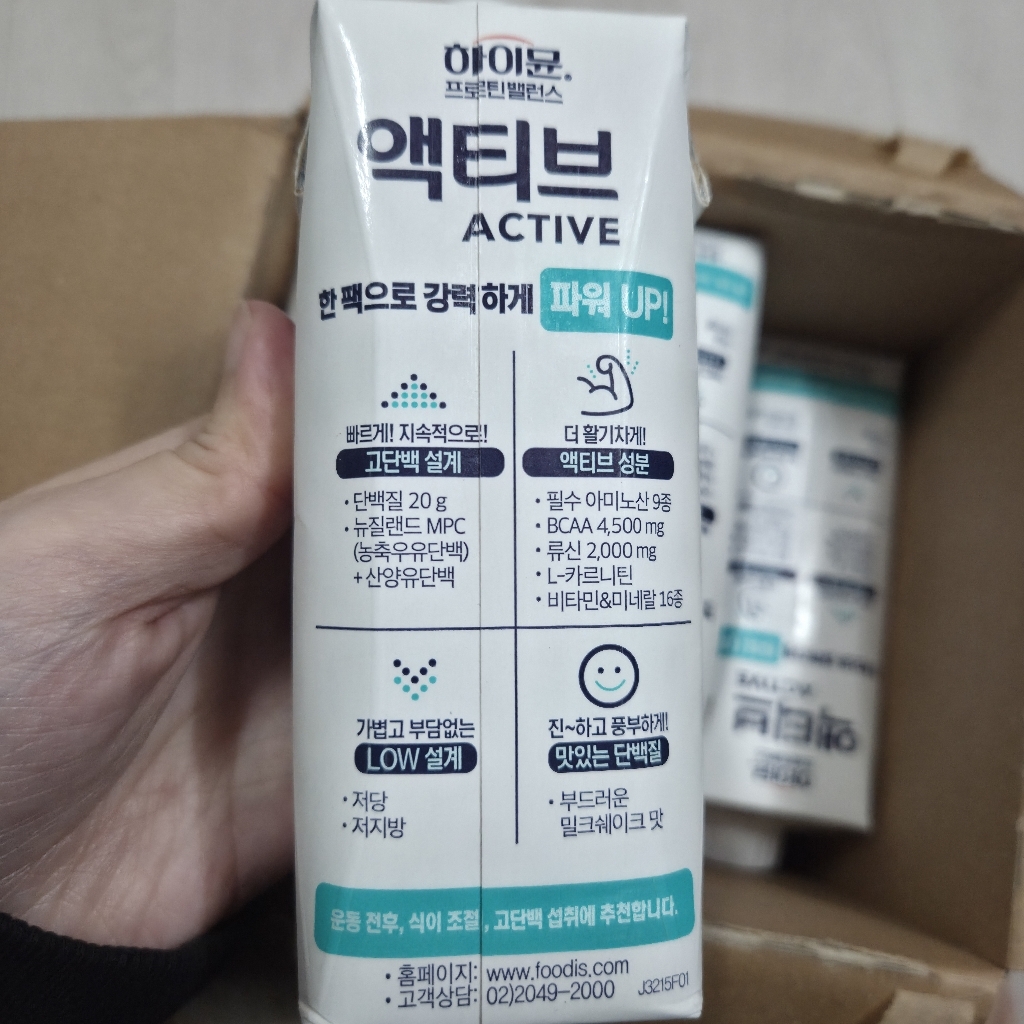 하이뮨®
프로틴밸런스
액티브
ACTIVE
한 팩으로 강력하게 파워 UP!
빠르게! 지속적으로!
고단백 설계
• 단백질 20 g
• 뉴질랜드 MPC
(농축우유단백)
+ 산양유단백
더 활기차게!
액티브 성분
• 필수 아미노산 9종
• BCAA 4,500 mg
• 류신 2,000 mg
• L-카르니틴
• 비타민&미네랄 16종
가볍고 부담없는
LOW 설계
• 저당
• 저지방
진~하고 풍부하게!
맛있는 단백질
• 부드러운
밀크쉐이크 맛
운동 전후, 식이 조절, 고단백 섭취에 추천합니다.
• 홈페이지: www.foodis.com
• 고객상담: 02)2049-2000
J3215F01
액티브
ACTIVE